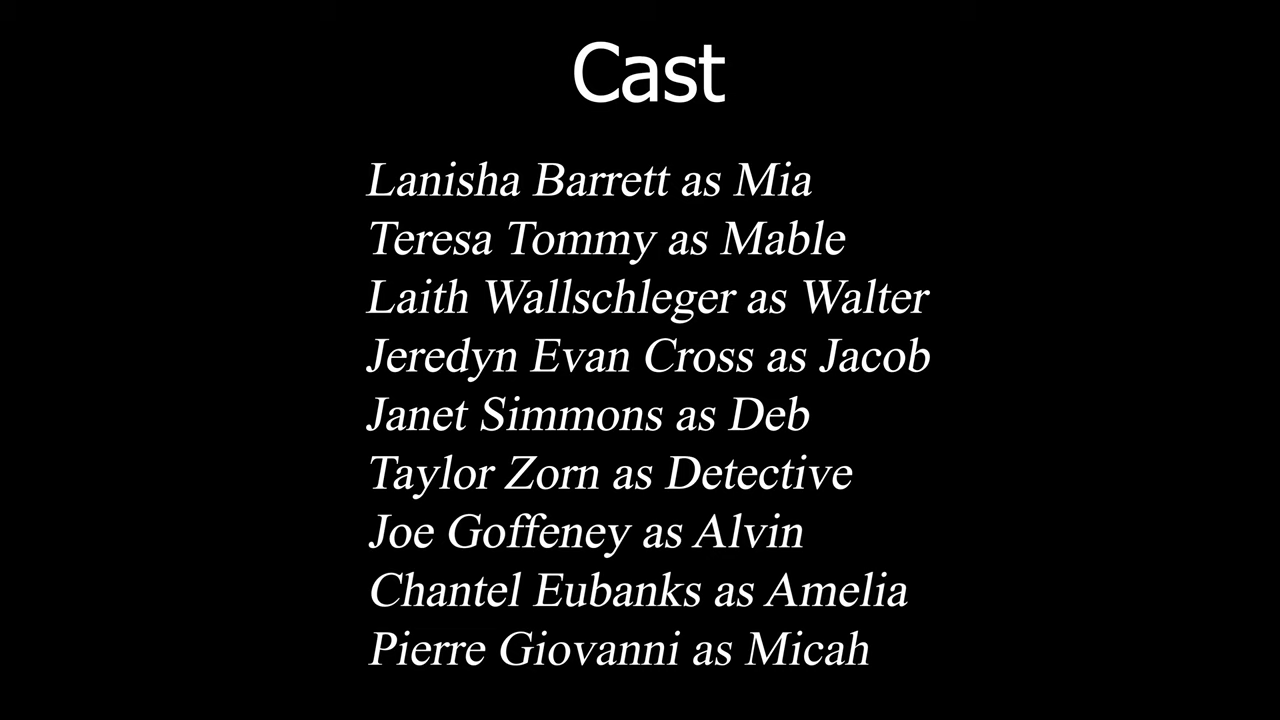 Cast
Lanisha Barrett as Mia
Teresa Tommy as Mable
Laith Wallschleger as Walter
Jeredyn Evan Cross as Jacob
Janet Simmons as Deb
Taylor Zorn as Detective
Joe Goffeney as Alvin
Chantel Eubanks as Amelia
Pierre Giovanni as Micah